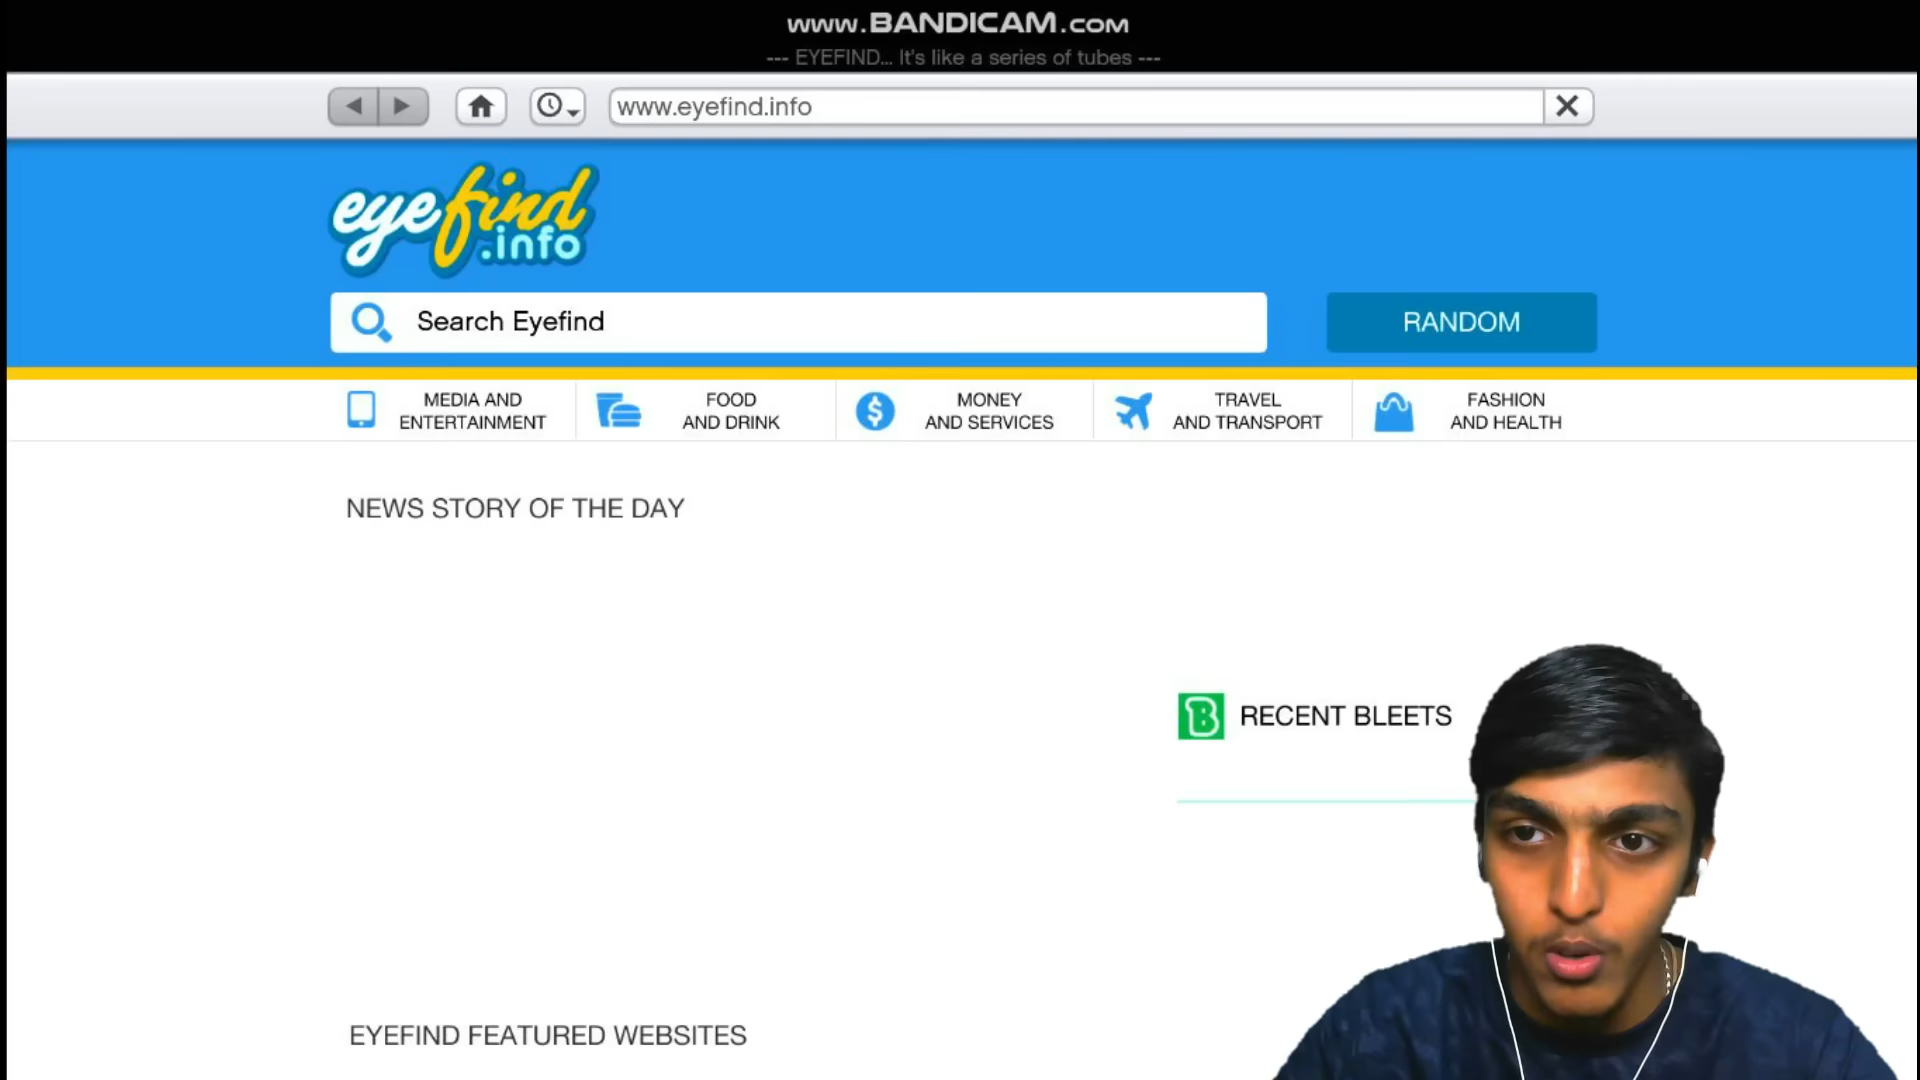 www.BANDICAM.com
--- EYEFIND... It's like a series of tubes ---
www.eyefind.info
eyefind
.info
Search Eyefind
RANDOM
MEDIA AND
ENTERTAINMENT
FOOD
AND DRINK
MONEY
AND SERVICES
TRAVEL
AND TRANSPORT
FASHION
AND HEALTH
NEWS STORY OF THE DAY
B RECENT BLEETS
EYEFIND FEATURED WEBSITES